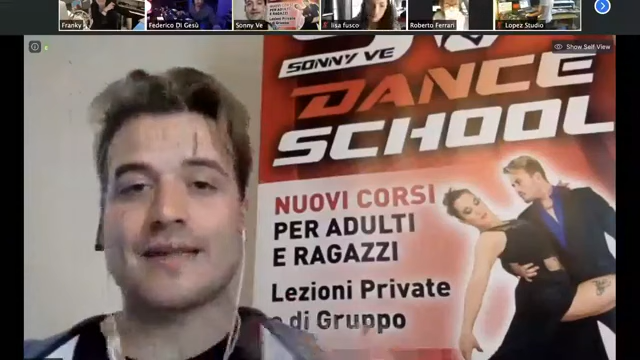 Franky
Federico Di Gesù
Sonny Ve
lisa fusco
Roberto Ferrari
Lopez Studio
Show Self View
SONNY VE
DANCE
SCHOOL
NUOVI CORSI
PER ADULTI
E RAGAZZI
Lezioni Private
e di Gruppo